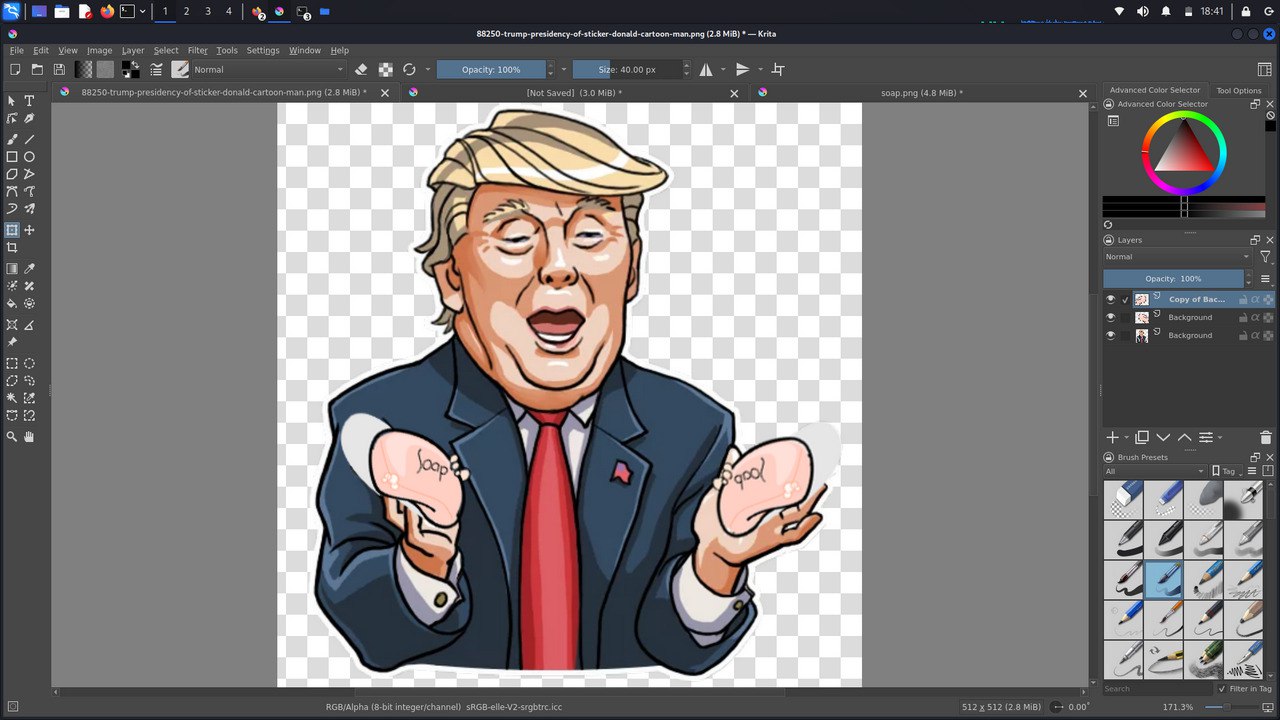 1 2 3 4 2 3 18:41
88250-trump-presidency-of-sticker-donald-cartoon-man.png (2.8 MiB) * — Krita
File Edit View Image Layer Select Filter Tools Settings Window Help
Normal Opacity: 100% Size: 40.00 px
88250-trump-presidency-of-sticker-donald-cartoon-man.png (2.8 MiB) * [Not Saved] (3.0 MiB) * soap.png (4.8 MiB) *
Advanced Color Selector Tool Options
Advanced Color Selector
Layers
Normal
Opacity: 100%
Copy of Bac...
Background
Background
soap soap
Brush Presets
All Tag
Search Filter in Tag
RGB/Alpha (8-bit integer/channel) sRGB-elle-V2-srgbtrc.icc 512 x 512 (2.8 MiB) 0.00° 171.3%